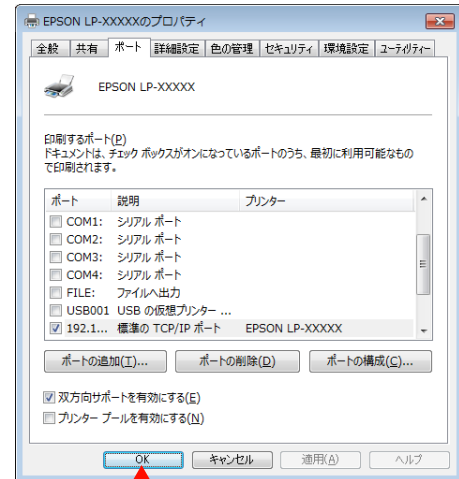 EPSON LP-XXXXXのプロパティ
全般 共有 ポート 詳細設定 色の管理 セキュリティ 環境設定 ユーティリティー
EPSON LP-XXXXX
印刷するポート(P)
ドキュメントは、チェック ボックスがオンになっているポートのうち、最初に利用可能なもの
で印刷されます。
ポート 説明 プリンター
COM1: シリアル ポート
COM2: シリアル ポート
COM3: シリアル ポート
COM4: シリアル ポート
FILE: ファイルへ出力
USB001 USB の仮想プリンター ...
192.1... 標準の TCP/IP ポート EPSON LP-XXXXX
ポートの追加(T)... ポートの削除(D) ポートの構成(C)...
双方向サポートを有効にする(E)
プリンター プールを有効にする(N)
OK キャンセル 適用(A) ヘルプ